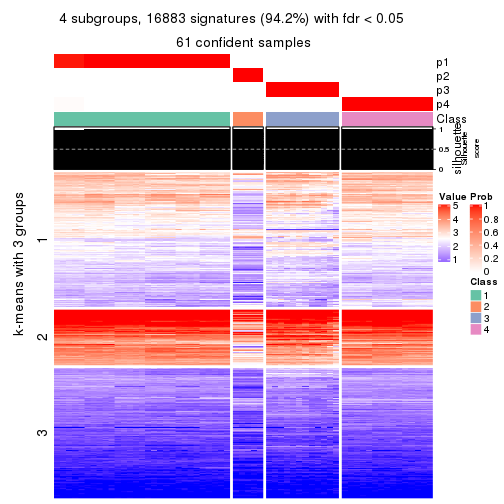 4 subgroups, 16883 signatures (94.2%) with fdr < 0.05
61 confident samples
p1
p2
p3
p4
Class
silhouette
Silhouette
score
1
0.5
0
k-means with 3 groups
1
2
3
Value
5
4
3
2
1
Prob
1
0.8
0.6
0.4
0.2
0
Class
1
2
3
4